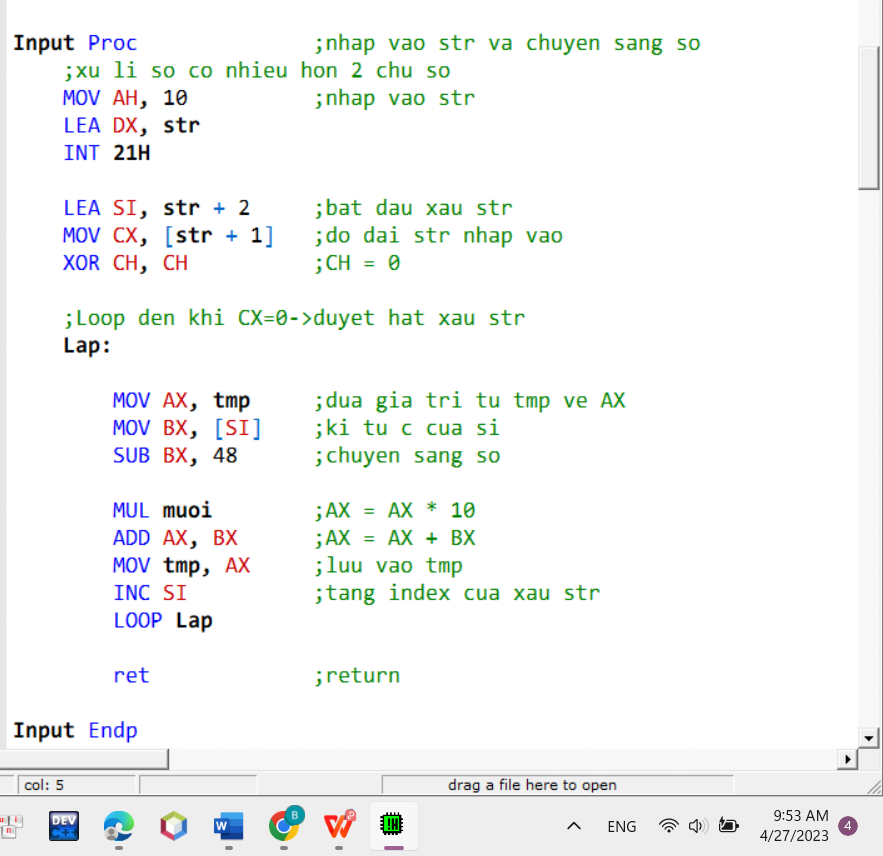 Input Proc ;nhap vao str va chuyen sang so
;xu li so co nhieu hon 2 chu so
MOV AH, 10 ;nhap vao str
LEA DX, str
INT 21H
LEA SI, str + 2 ;bat dau xau str
MOV CX, [str + 1] ;do dai str nhap vao
XOR CH, CH ;CH = 0
;Loop den khi CX=0->duyet hat xau str
Lap:
MOV AX, tmp ;dua gia tri tu tmp ve AX
MOV BX, [SI] ;ki tu c cua si
SUB BX, 48 ;chuyen sang so
MUL muoi ;AX = AX * 10
ADD AX, BX ;AX = AX + BX
MOV tmp, AX ;luu vao tmp
INC SI ;tang index cua xau str
LOOP Lap
ret ;return
Input Endp
col: 5 drag a file here to open
DEV C++ W B W ENG 9:53 AM 4
4/27/2023